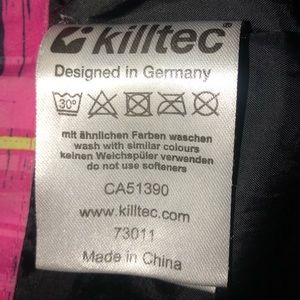 killtec®
Designed in Germany
30°
mit ähnlichen Farben waschen
wash with similar colours
keinen Weichspüler verwenden
do not use softeners
CA51390
www.killtec.com
73011
Made in China